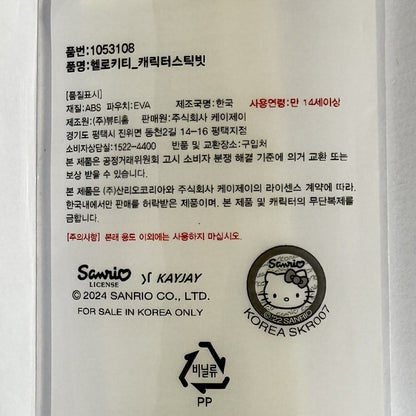 품번:1053108
품명:헬로키티_캐릭터스틱빗
[품질표시]
재질:ABS 파우치:EVA 제조국명:한국 사용연령:만 14세이상
제조원:(주)뷰티홀 판매원:주식회사 케이제이
경기도 평택시 진위면 동천2길 14-16 평택지점
소비자상담실:1522-4400 반품 및 교환장소:구입처
본 제품은 공정거래위원회 고시 소비자 분쟁 해결 기준에 의거 교환 또는
보상 받을 수 있습니다.
본 제품은 (주)산리오코리아와 주식회사 케이제이의 라이센스 계약에 따라,
한국내에서만 판매를 허락받은 제품이며, 본 제품 및 캐릭터의 무단복제를
금합니다.
[주의사항] 본래 용도 이외에는 사용하지 마십시오.
Sanrio
LICENSE
KAYJAY
© 2024 SANRIO CO., LTD.
FOR SALE IN KOREA ONLY
Sanrio
©'22 SANRIO
KOREA SKR007
비닐류
PP